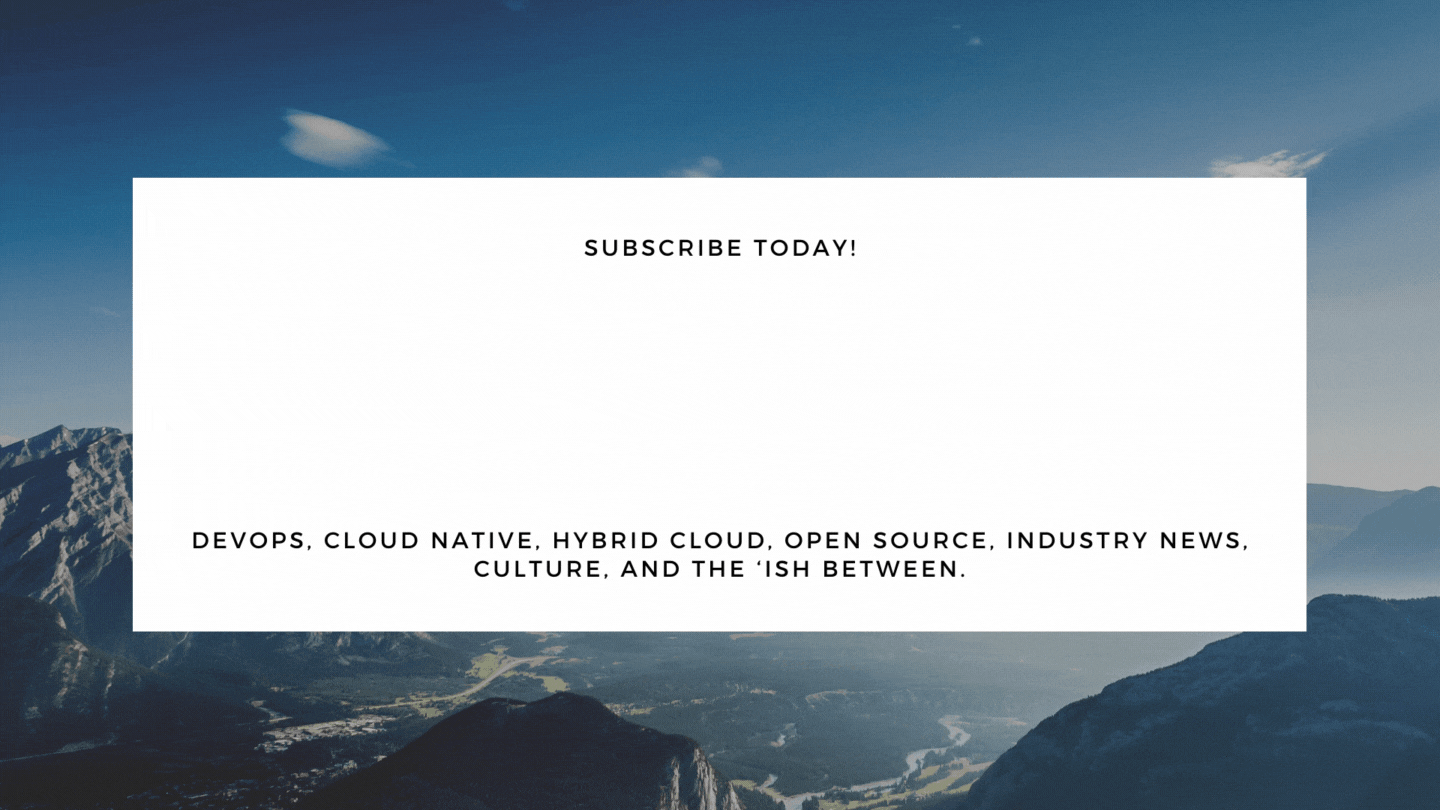 SUBSCRIBE TODAY!
DEVOPS, CLOUD NATIVE, HYBRID CLOUD, OPEN SOURCE, INDUSTRY NEWS,
CULTURE, AND THE ‘ISH BETWEEN.